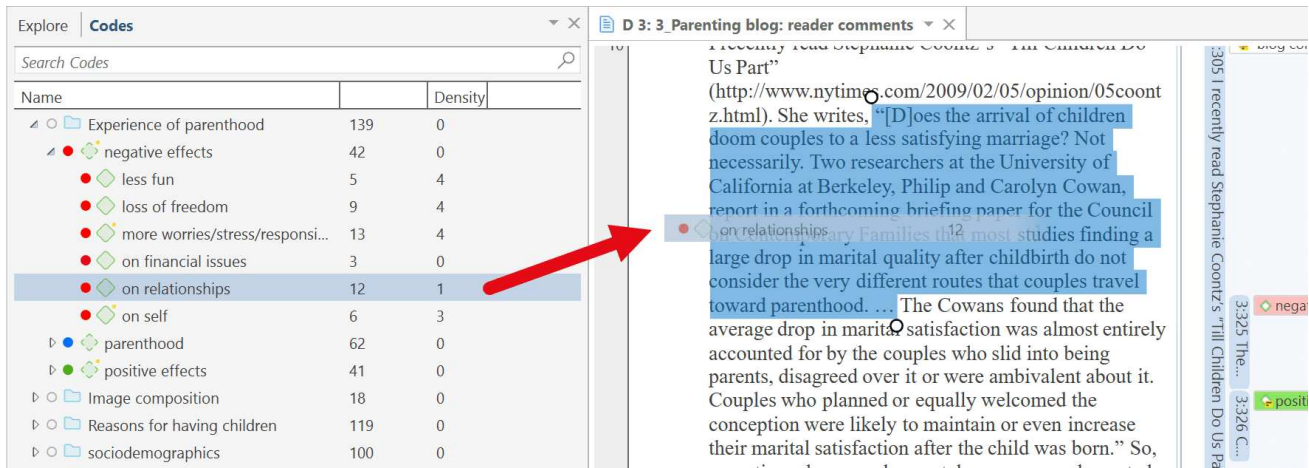 Explore Codes
Search Codes
Name Density
Experience of parenthood 139 0
negative effects 42 0
less fun 5 4
loss of freedom 9 4
more worries/stress/responsi... 13 4
on financial issues 3 0
on relationships 12 1
on self 6 3
parenthood 62 0
positive effects 41 0
Image composition 18 0
Reasons for having children 119 0
sociodemographics 100 0
D 3: 3_Parenting blog: reader comments
10
I recently read Stephanie Coontz's "Till Children Do
Us Part"
(http://www.nytimes.com/2009/02/05/opinion/05coont
z.html). She writes, "[D]oes the arrival of children
doom couples to a less satisfying marriage? Not
necessarily. Two researchers at the University of
California at Berkeley, Philip and Carolyn Cowan,
report in a forthcoming briefing paper for the Council
on Contemporary Families that most studies finding a
on relationships 12
large drop in marital quality after childbirth do not
consider the very different routes that couples travel
toward parenthood. … The Cowans found that the
average drop in marital satisfaction was almost entirely
accounted for by the couples who slid into being
parents, disagreed over it or were ambivalent about it.
Couples who planned or equally welcomed the
conception were likely to maintain or even increase
their marital satisfaction after the child was born." So,
:305 I recently read Stephanie Coontz's "Till Children Do Us Pa
3:325 The...
3:326 C...
blog co
nega
positi